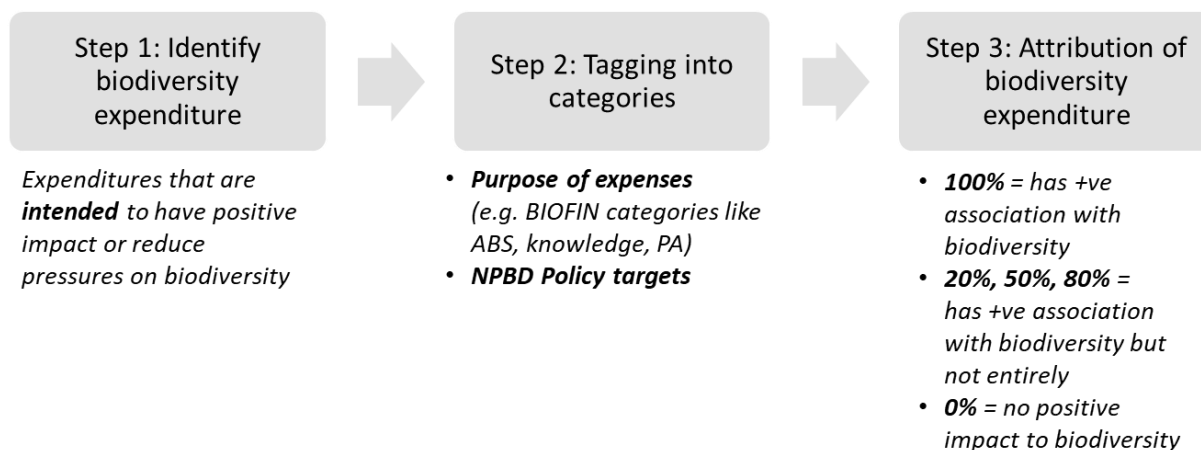 Step 1: Identify
biodiversity
expenditure
Expenditures that are
intended to have positive
impact or reduce
pressures on biodiversity
Step 2: Tagging into
categories
• Purpose of expenses
(e.g. BIOFIN categories like
ABS, knowledge, PA)
• NPBD Policy targets
Step 3: Attribution of
biodiversity
expenditure
• 100% = has +ve
association with
biodiversity
• 20%, 50%, 80% =
has +ve association
with biodiversity but
not entirely
• 0% = no positive
impact to biodiversity